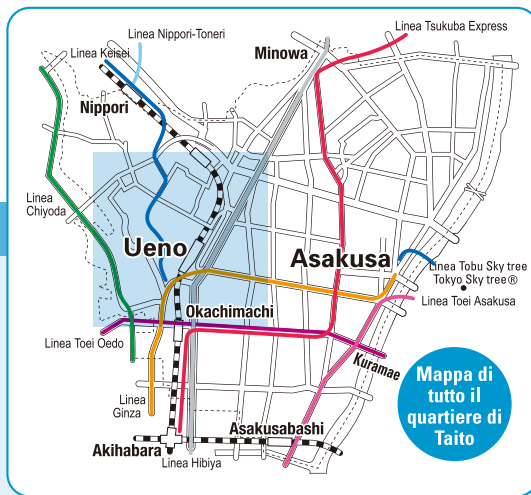 Linea Tsukuba Express
Linea Nippori-Toneri
Linea Keisei
Minowa
Nippori
Linea
Chiyoda
Ueno
Asakusa
Linea Tobu Sky tree
Tokyo Sky tree®
Linea Toei Asakusa
Okachimachi
Linea Toei Oedo
Kuramae
Linea
Ginza
Mappa di
tutto il
quartiere di
Taito
Asakusabashi
Akihabara
Linea Hibiya